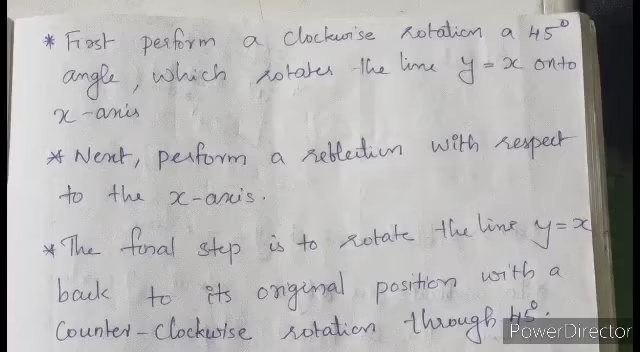 * First perform a clockwise rotation a 45°
angle, which rotates the line y = x onto
x-axis
* Next, perform a reflection with respect
to the x-axis.
* The final step is to rotate the line y = x
back to its original position with a
Counter-Clockwise rotation through 45°.
PowerDirector